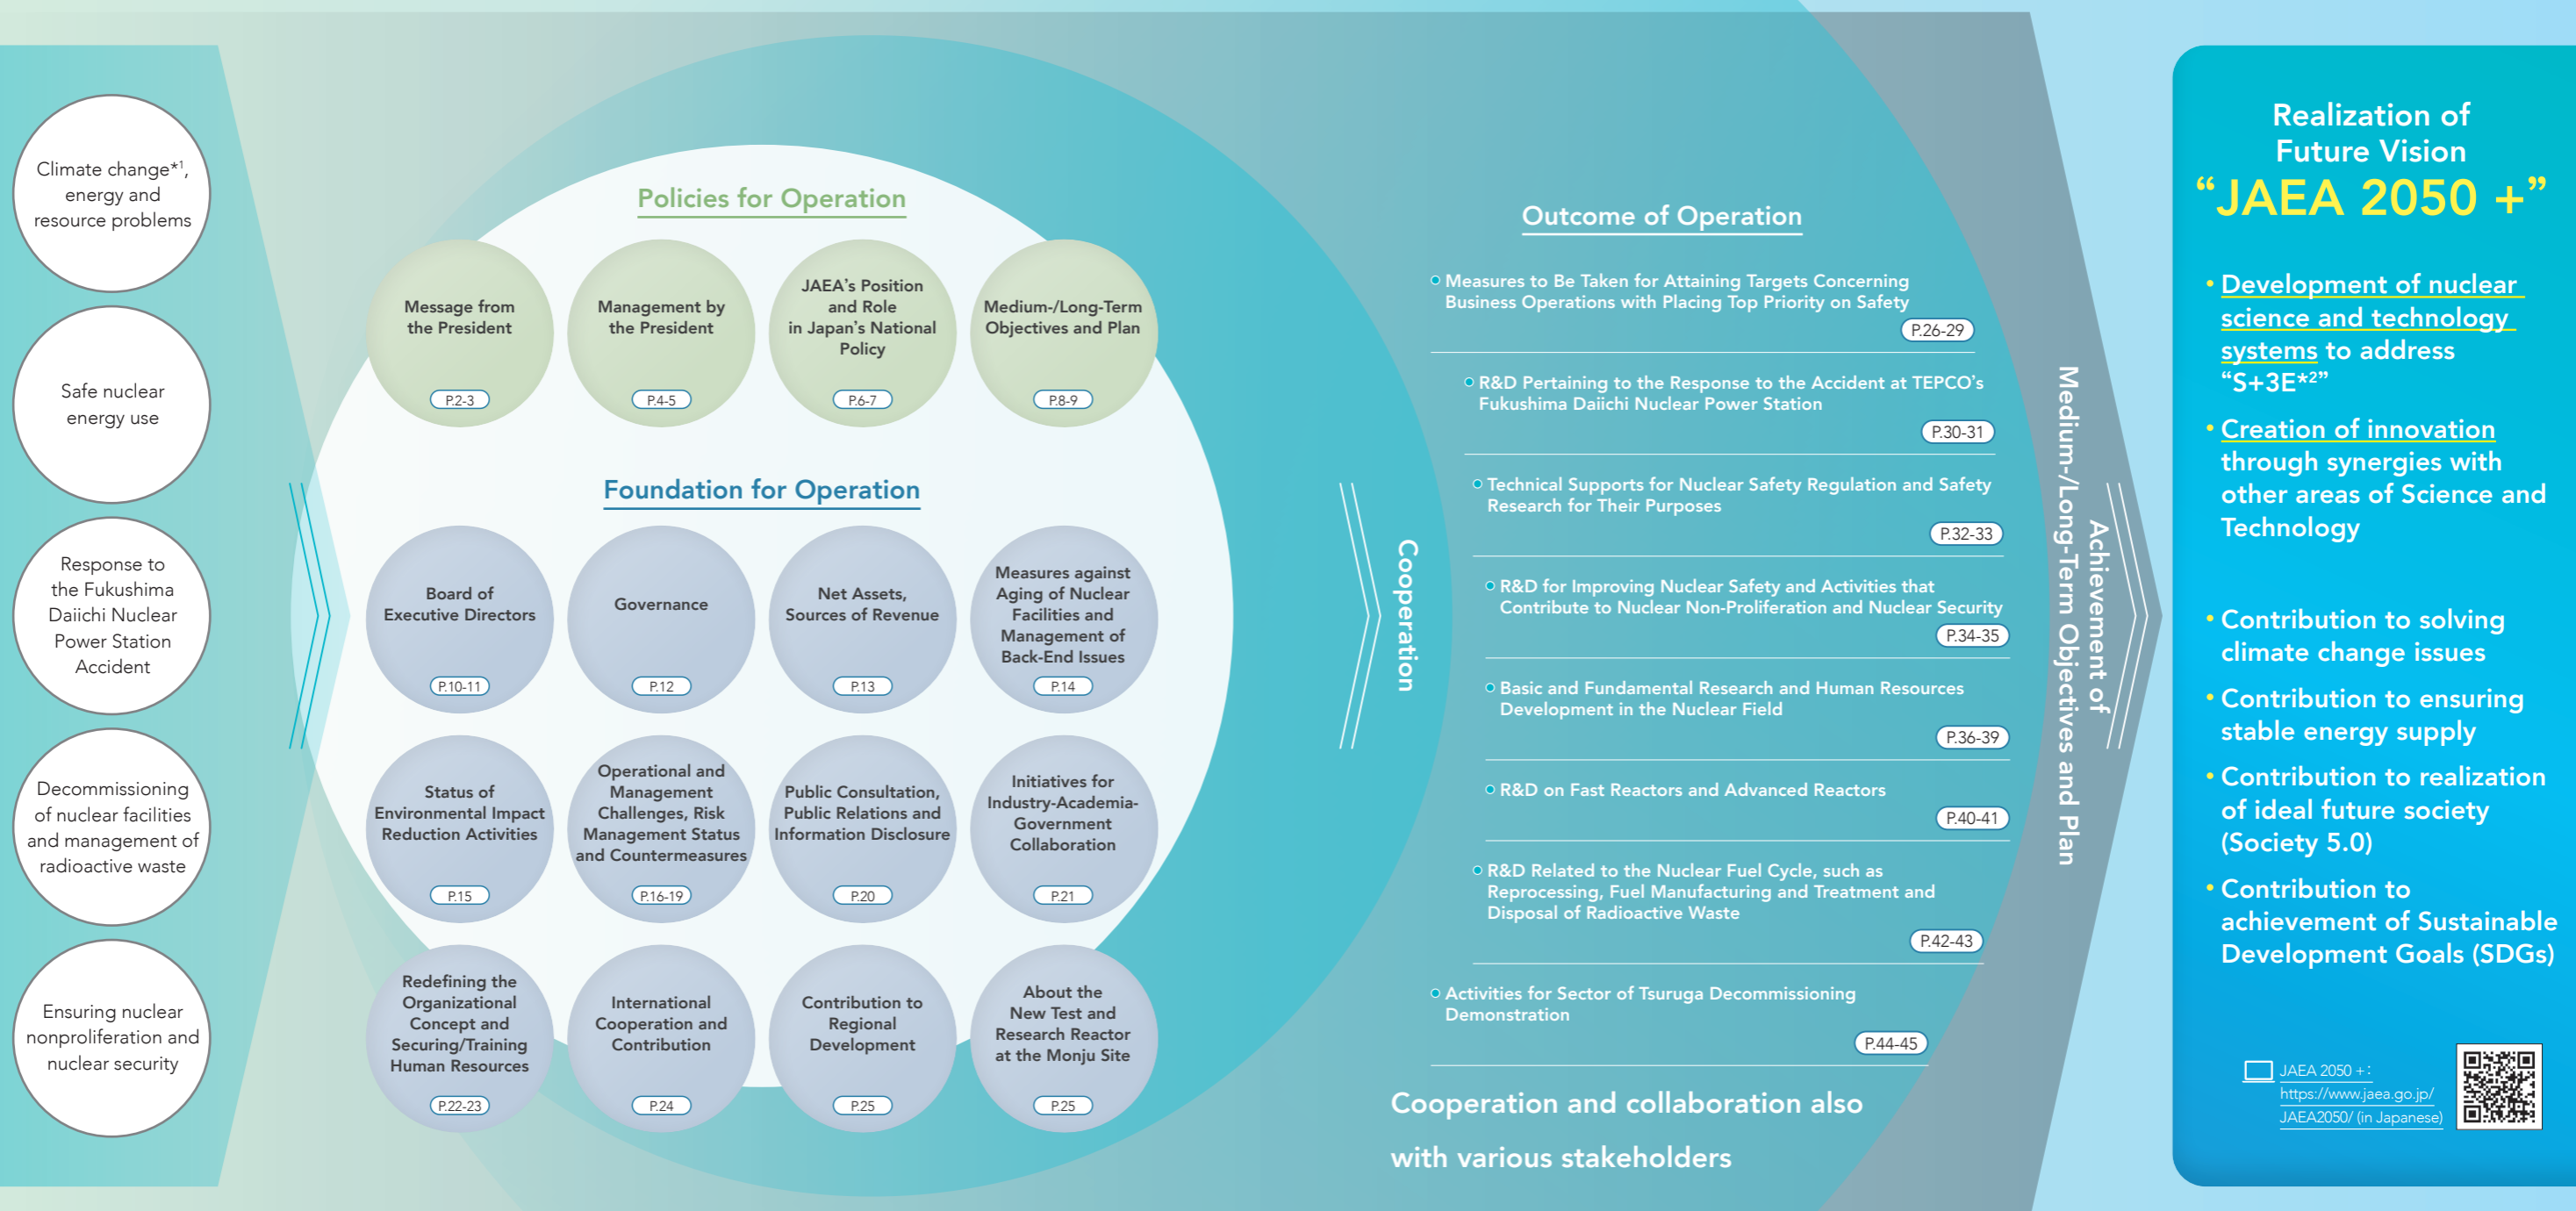 Climate change*1,
energy and
resource problems
Safe nuclear
energy use
Response to
the Fukushima
Daiichi Nuclear
Power Station
Accident
Decommissioning
of nuclear facilities
and management of
radioactive waste
Ensuring nuclear
nonproliferation and
nuclear security
Policies for Operation
Message from
the President
P.2-3
Management by
the President
P.4-5
JAEA's Position
and Role
in Japan's National
Policy
P.6-7
Medium-/Long-Term
Objectives and Plan
P.8-9
Foundation for Operation
Board of
Executive Directors
P.10-11
Governance
P.12
Net Assets,
Sources of Revenue
P.13
Measures against
Aging of Nuclear
Facilities and
Management of
Back-End Issues
P.14
Status of
Environmental Impact
Reduction Activities
P.15
Operational and
Management
Challenges, Risk
Management Status
and Countermeasures
P.16-19
Public Consultation,
Public Relations and
Information Disclosure
P.20
Initiatives for
Industry-Academia-
Government
Collaboration
P.21
Redefining the
Organizational
Concept and
Securing/Training
Human Resources
P.22-23
International
Cooperation and
Contribution
P.24
Contribution to
Regional
Development
P.25
About the
New Test and
Research Reactor
at the Monju Site
P.25
Cooperation
Outcome of Operation
• Measures to Be Taken for Attaining Targets Concerning
Business Operations with Placing Top Priority on Safety
P.26-29
• R&D Pertaining to the Response to the Accident at TEPCO's
Fukushima Daiichi Nuclear Power Station
P.30-31
• Technical Supports for Nuclear Safety Regulation and Safety
Research for Their Purposes
P.32-33
• R&D for Improving Nuclear Safety and Activities that
Contribute to Nuclear Non-Proliferation and Nuclear Security
P.34-35
• Basic and Fundamental Research and Human Resources
Development in the Nuclear Field
P.36-39
• R&D on Fast Reactors and Advanced Reactors
P.40-41
• R&D Related to the Nuclear Fuel Cycle, such as
Reprocessing, Fuel Manufacturing and Treatment and
Disposal of Radioactive Waste
P.42-43
• Activities for Sector of Tsuruga Decommissioning
Demonstration
P.44-45
Cooperation and collaboration also
with various stakeholders
Achievement of
Medium-/Long-Term Objectives and Plan
Realization of
Future Vision
“JAEA 2050 +”
• Development of nuclear
science and technology
systems to address
“S+3E*2”
• Creation of innovation
through synergies with
other areas of Science and
Technology
• Contribution to solving
climate change issues
• Contribution to ensuring
stable energy supply
• Contribution to realization
of ideal future society
(Society 5.0)
• Contribution to
achievement of Sustainable
Development Goals (SDGs)
JAEA 2050 +:
https://www.jaea.go.jp/
JAEA2050/ (in Japanese)